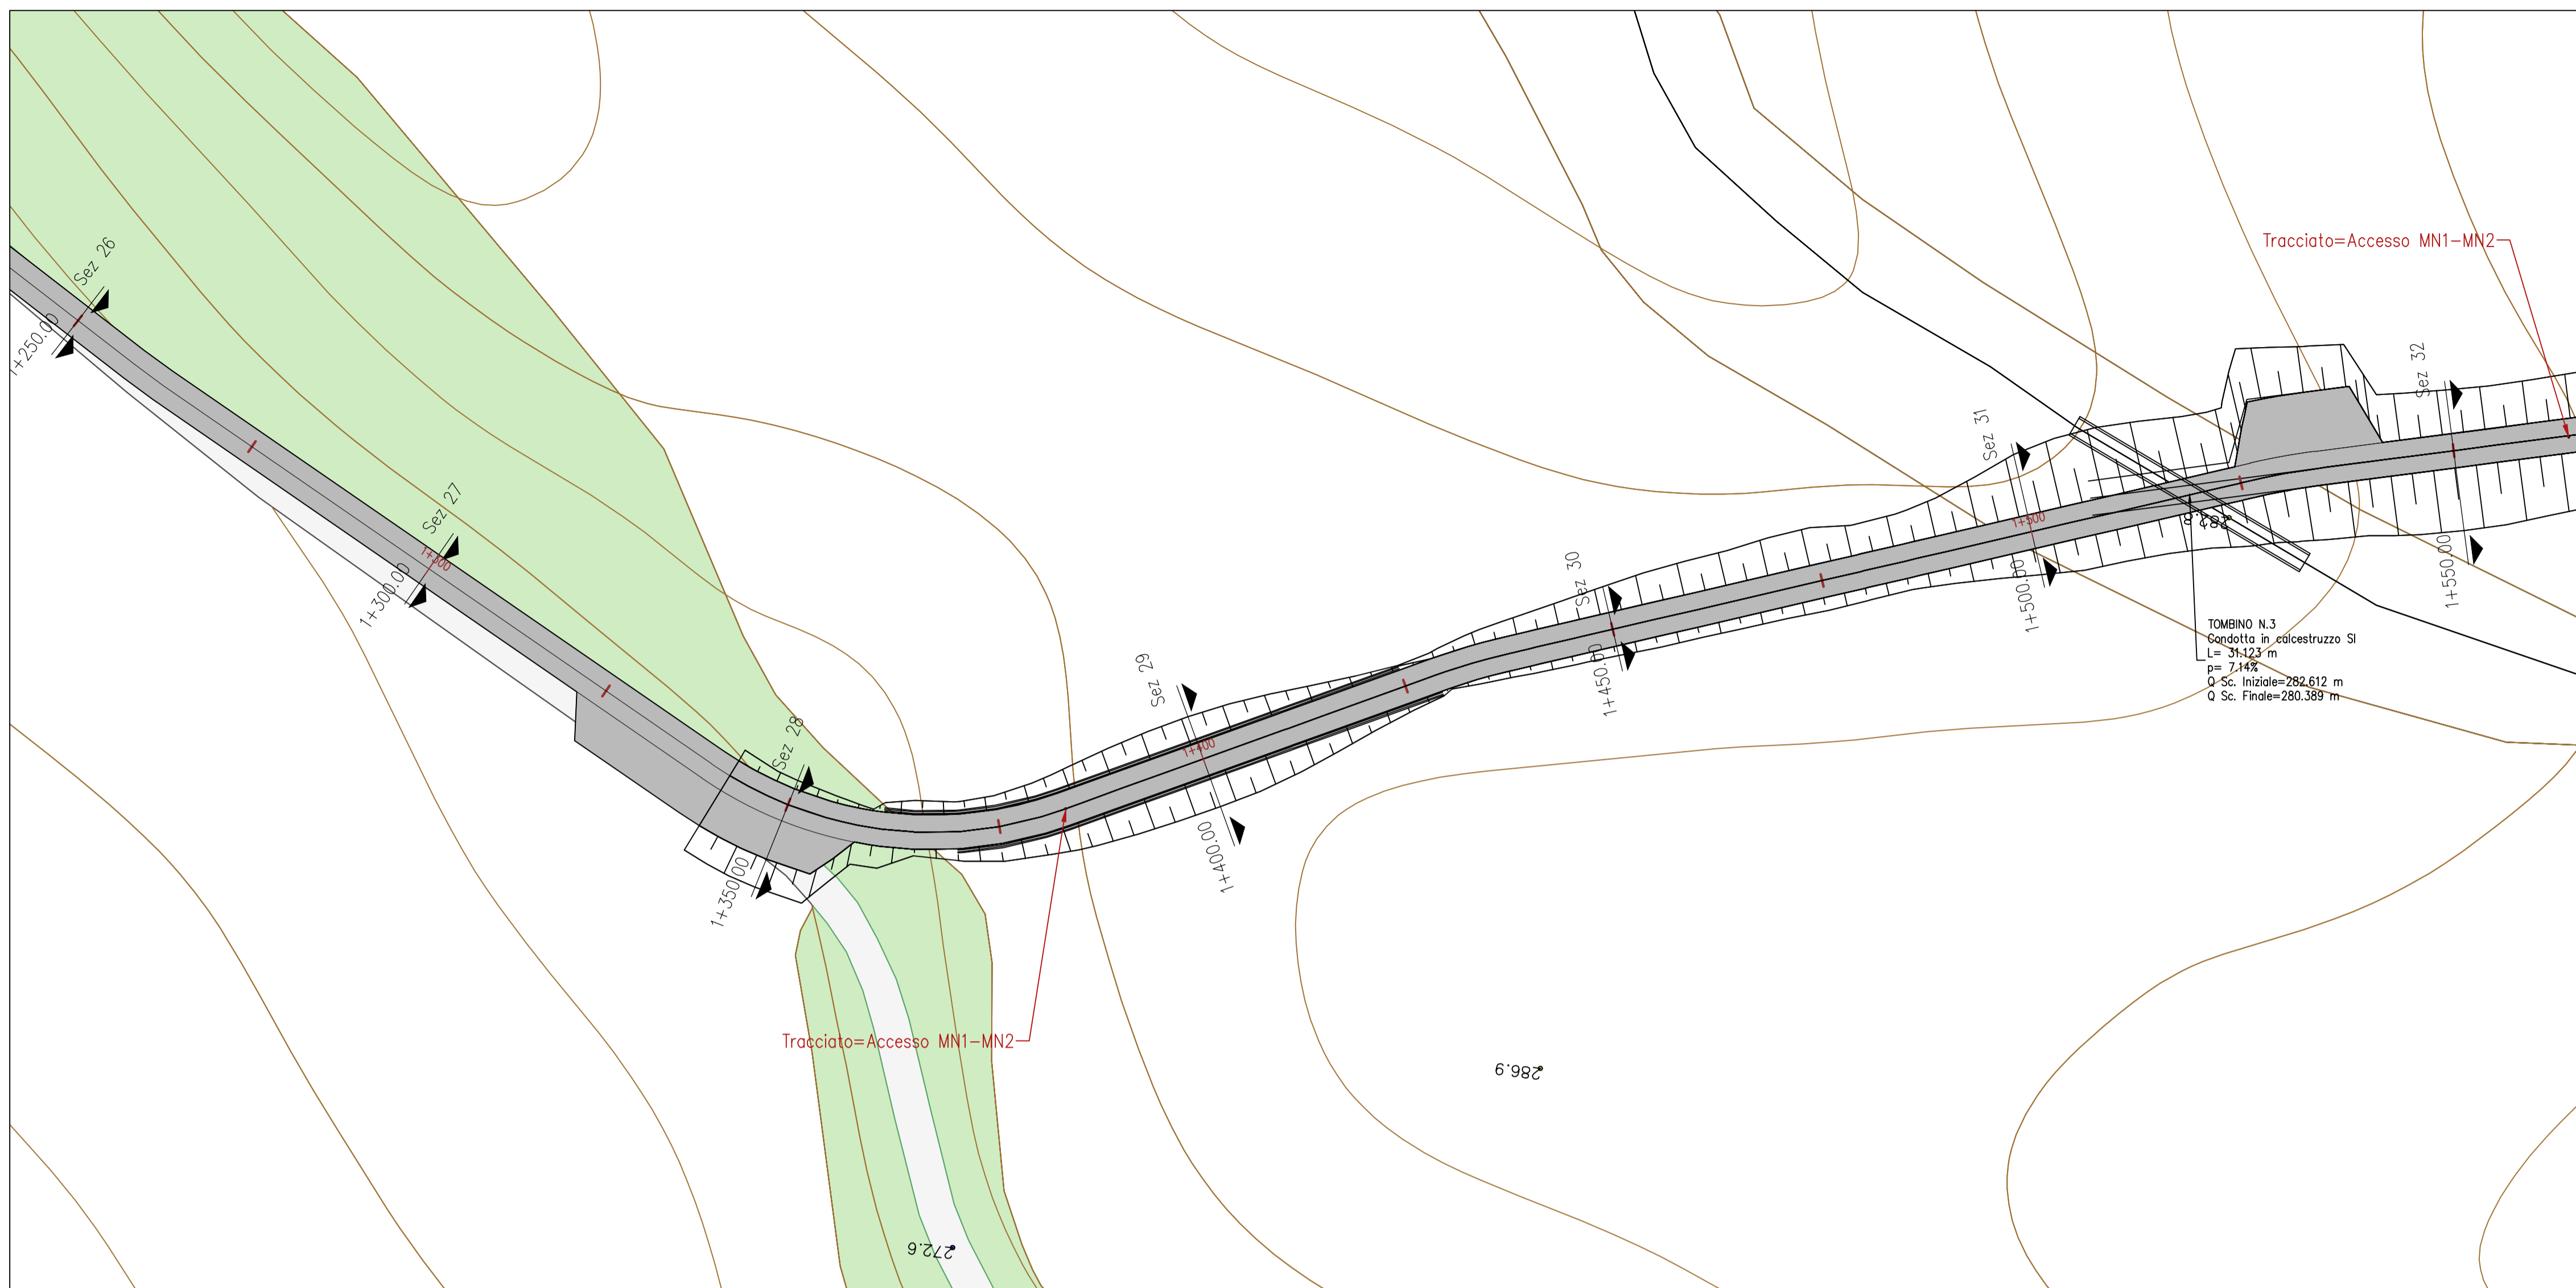 Sez 26
1+250.00
Sez 27
1+300
1+300.00
Sez 28
1+350.00
Sez 29
1+400
1+400.00
Sez 30
1+450.00
Sez 31
1+500
1+500.00
Sez 32
1+550.00
Tracciato=Accesso MN1-MN2
TOMBINO N.3
Condotta in calcestruzzo SI
L= 31.123 m
p= 7.14%
Q Sc. Iniziale=282.612 m
Q Sc. Finale=280.389 m
Tracciato=Accesso MN1-MN2
286.9
272.6